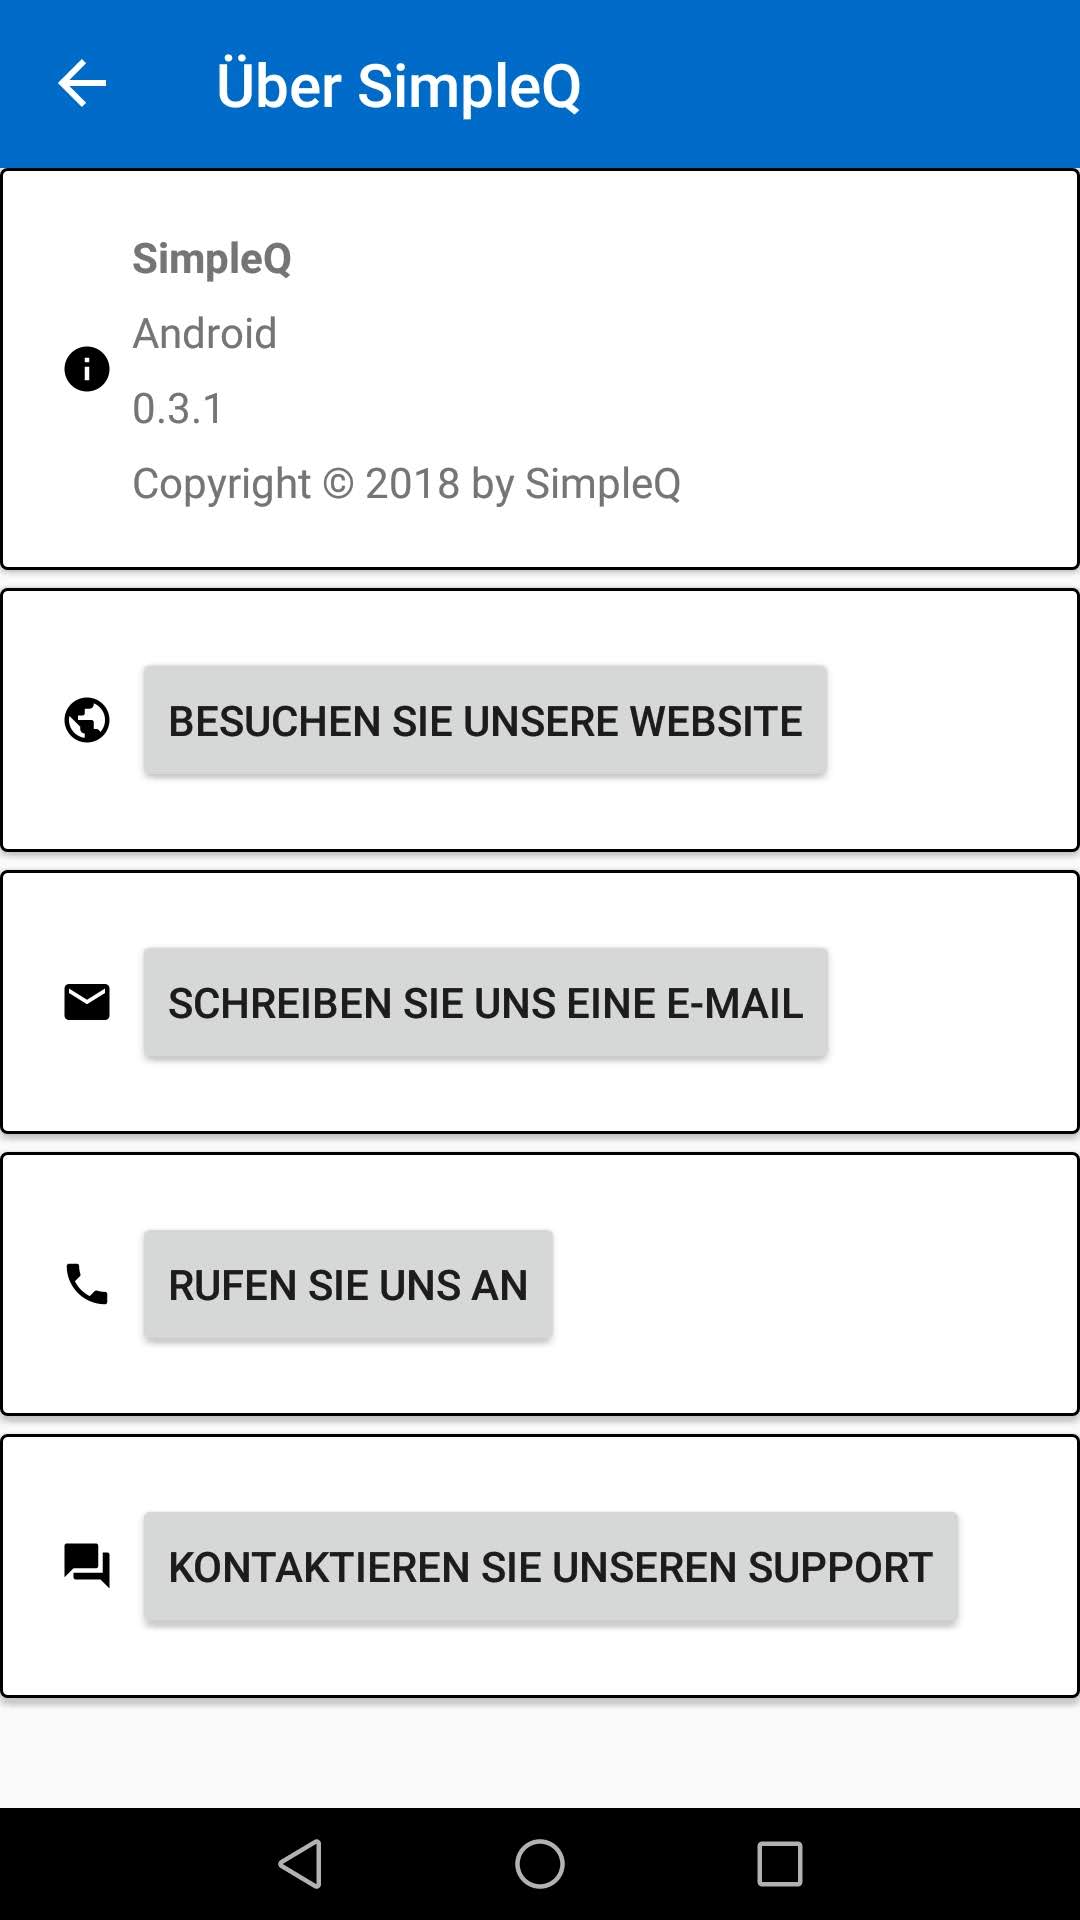 Über SimpleQ
SimpleQ
Android
0.3.1
Copyright © 2018 by SimpleQ
BESUCHEN SIE UNSERE WEBSITE
SCHREIBEN SIE UNS EINE E-MAIL
RUFEN SIE UNS AN
KONTAKTIEREN SIE UNSEREN SUPPORT